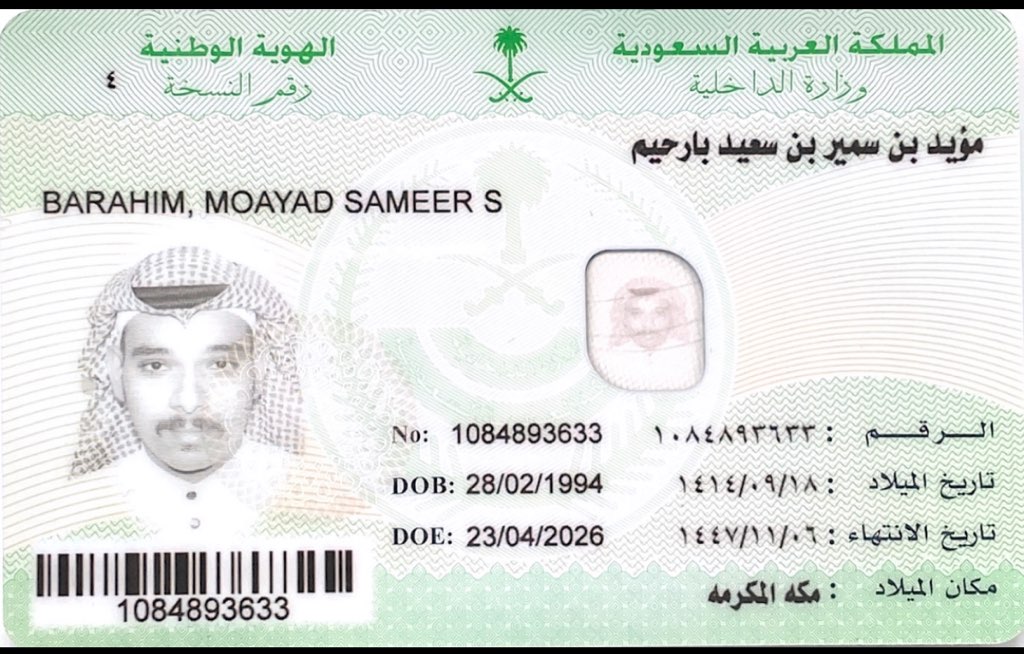 المملكة العربية السعودية
وزارة الداخلية
الهوية الوطنية
رقم النسخة ٤
مؤيد بن سمير بن سعيد بارحيم
BARAHIM, MOAYAD SAMEER S
الـــرقـــم : ١٠٨٤٨٩٣٦٣٣ No: 1084893633
تاريخ الميلاد : ١٤١٤/٠٩/١٨ DOB: 28/02/1994
تاريخ الانتهاء : ١٤٤٧/١١/٠٦ DOE: 23/04/2026
مكان الميلاد : مكه المكرمه
1084893633